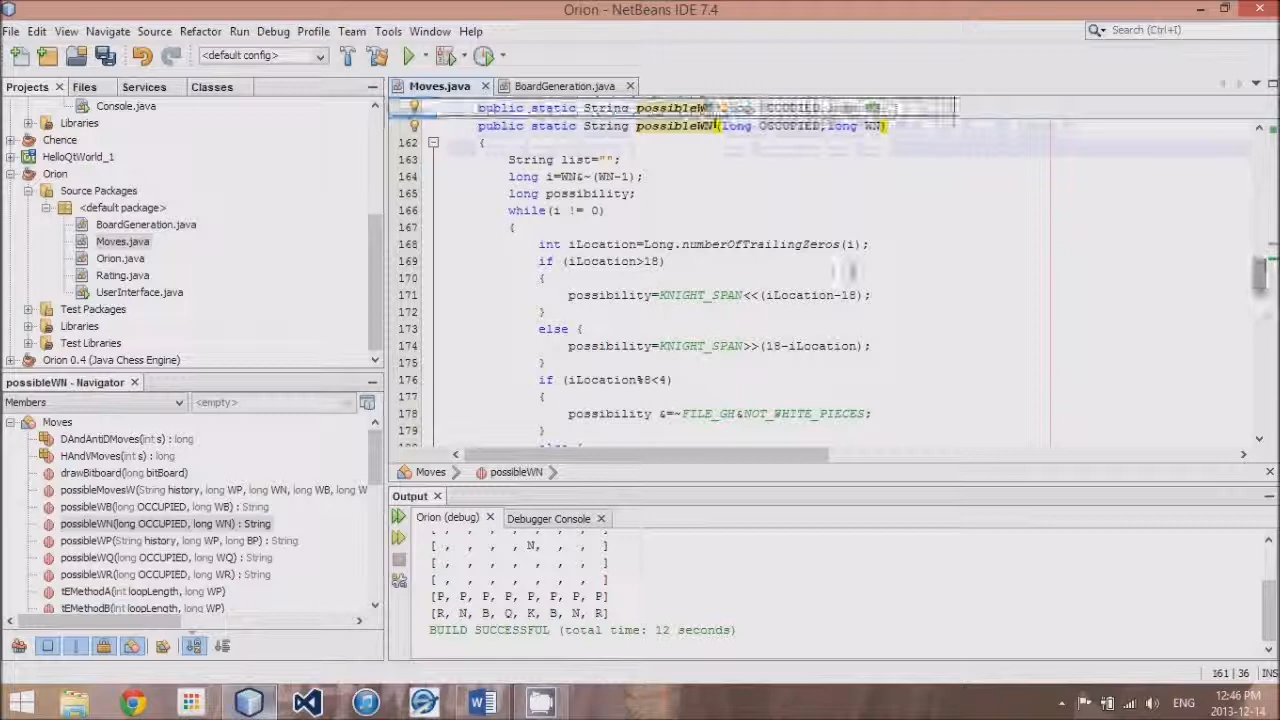 Orion - NetBeans IDE 7.4
File Edit View Navigate Source Refactor Run Debug Profile Team Tools Window Help
Search (Ctrl+I)
<default config>
Projects Files Services Classes
Moves.java BoardGeneration.java
Console.java
Libraries
Chence
HelloQtWorld_1
Orion
Source Packages
<default package>
BoardGeneration.java
Moves.java
Orion.java
Rating.java
UserInterface.java
Test Packages
Libraries
Test Libraries
Orion 0.4 (Java Chess Engine)
public static String
public static String possibleWN(long OCCUPIED,long WN)
162 {
163 String list="";
164 long i=WN&~(WN-1);
165 long possibility;
166 while(i != 0)
167 {
168 int iLocation=Long.numberOfTrailingZeros(i);
169 if (iLocation>18)
170 {
171 possibility=KNIGHT_SPAN<<(iLocation-18);
172 }
173 else {
174 possibility=KNIGHT_SPAN>>(18-iLocation);
175 }
176 if (iLocation%8<4)
177 {
178 possibility &=~FILE_GH&NOT_WHITE_PIECES;
179 }
possibleWN - Navigator
Members <empty>
Moves
DAndAntiDMoves(int s) : long
HAndVMoves(int s) : long
drawBitboard(long bitBoard)
possibleMovesW(String history, long WP, long WN, long WB, long W
possibleWB(long OCCUPIED, long WB) : String
possibleWN(long OCCUPIED, long WN) : String
possibleWP(String history, long WP, long BP) : String
possibleWQ(long OCCUPIED, long WQ) : String
possibleWR(long OCCUPIED, long WR) : String
tEMethodA(int loopLength, long WP)
tEMethodB(int loopLength, long WP)
Moves possibleWN
Output
Orion (debug) Debugger Console
[ , , , , N, , , ]
[ , , , , , , , ]
[ , , , , , , , ]
[P, P, P, P, P, P, P, P]
[R, N, B, Q, K, B, N, R]
BUILD SUCCESSFUL (total time: 12 seconds)
161 | 36 INS
ENG
12:46 PM
2013-12-14